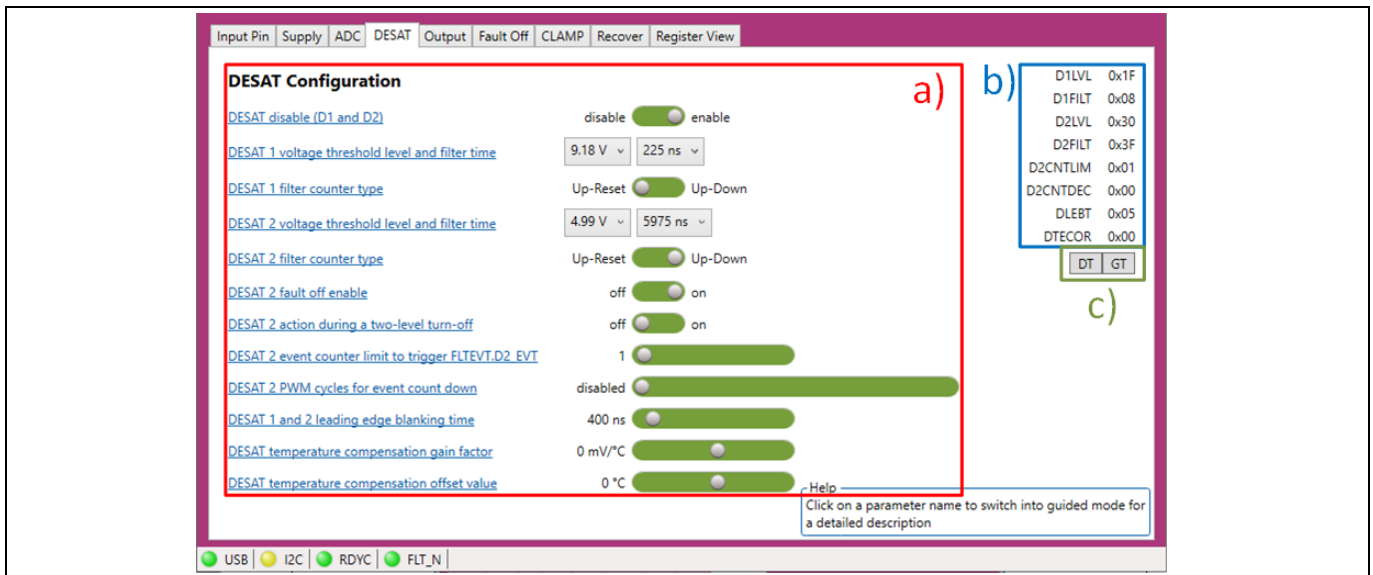 Input Pin Supply ADC DESAT Output Fault Off CLAMP Recover Register View
DESAT Configuration
a)
DESAT disable (D1 and D2) disable enable
DESAT 1 voltage threshold level and filter time 9.18 V 225 ns
DESAT 1 filter counter type Up-Reset Up-Down
DESAT 2 voltage threshold level and filter time 4.99 V 5975 ns
DESAT 2 filter counter type Up-Reset Up-Down
DESAT 2 fault off enable off on
DESAT 2 action during a two-level turn-off off on
DESAT 2 event counter limit to trigger FLTEVT.D2_EVT 1
DESAT 2 PWM cycles for event count down disabled
DESAT 1 and 2 leading edge blanking time 400 ns
DESAT temperature compensation gain factor 0 mV/°C
DESAT temperature compensation offset value 0 °C
b)
D1LVL 0x1F
D1FILT 0x08
D2LVL 0x30
D2FILT 0x3F
D2CNTLIM 0x01
D2CNTDEC 0x00
DLEBT 0x05
DTECOR 0x00
DT GT
c)
Help
Click on a parameter name to switch into guided mode for
a detailed description
USB I2C RDYC FLT_N